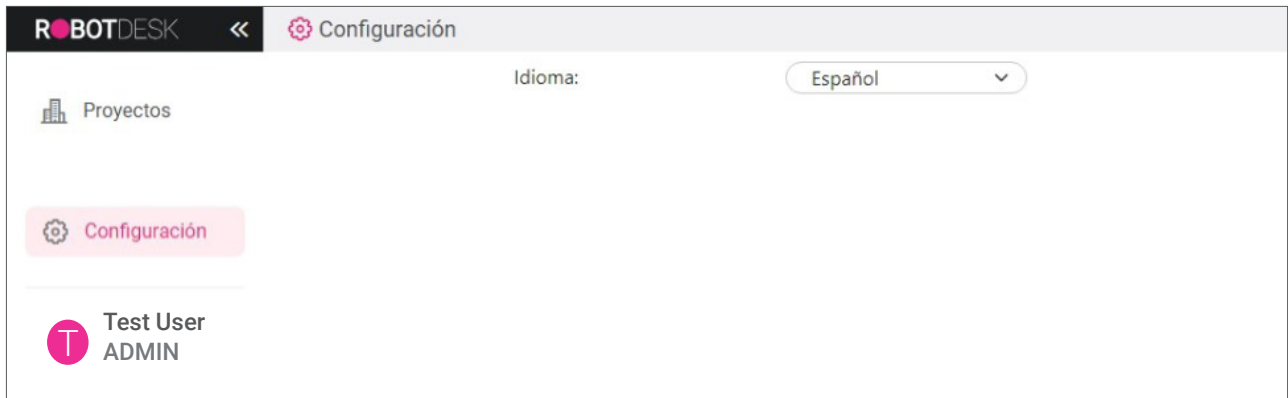 ROBOTDESK
Configuración
Idioma:
Español
Proyectos
Configuración
T
Test User
ADMIN